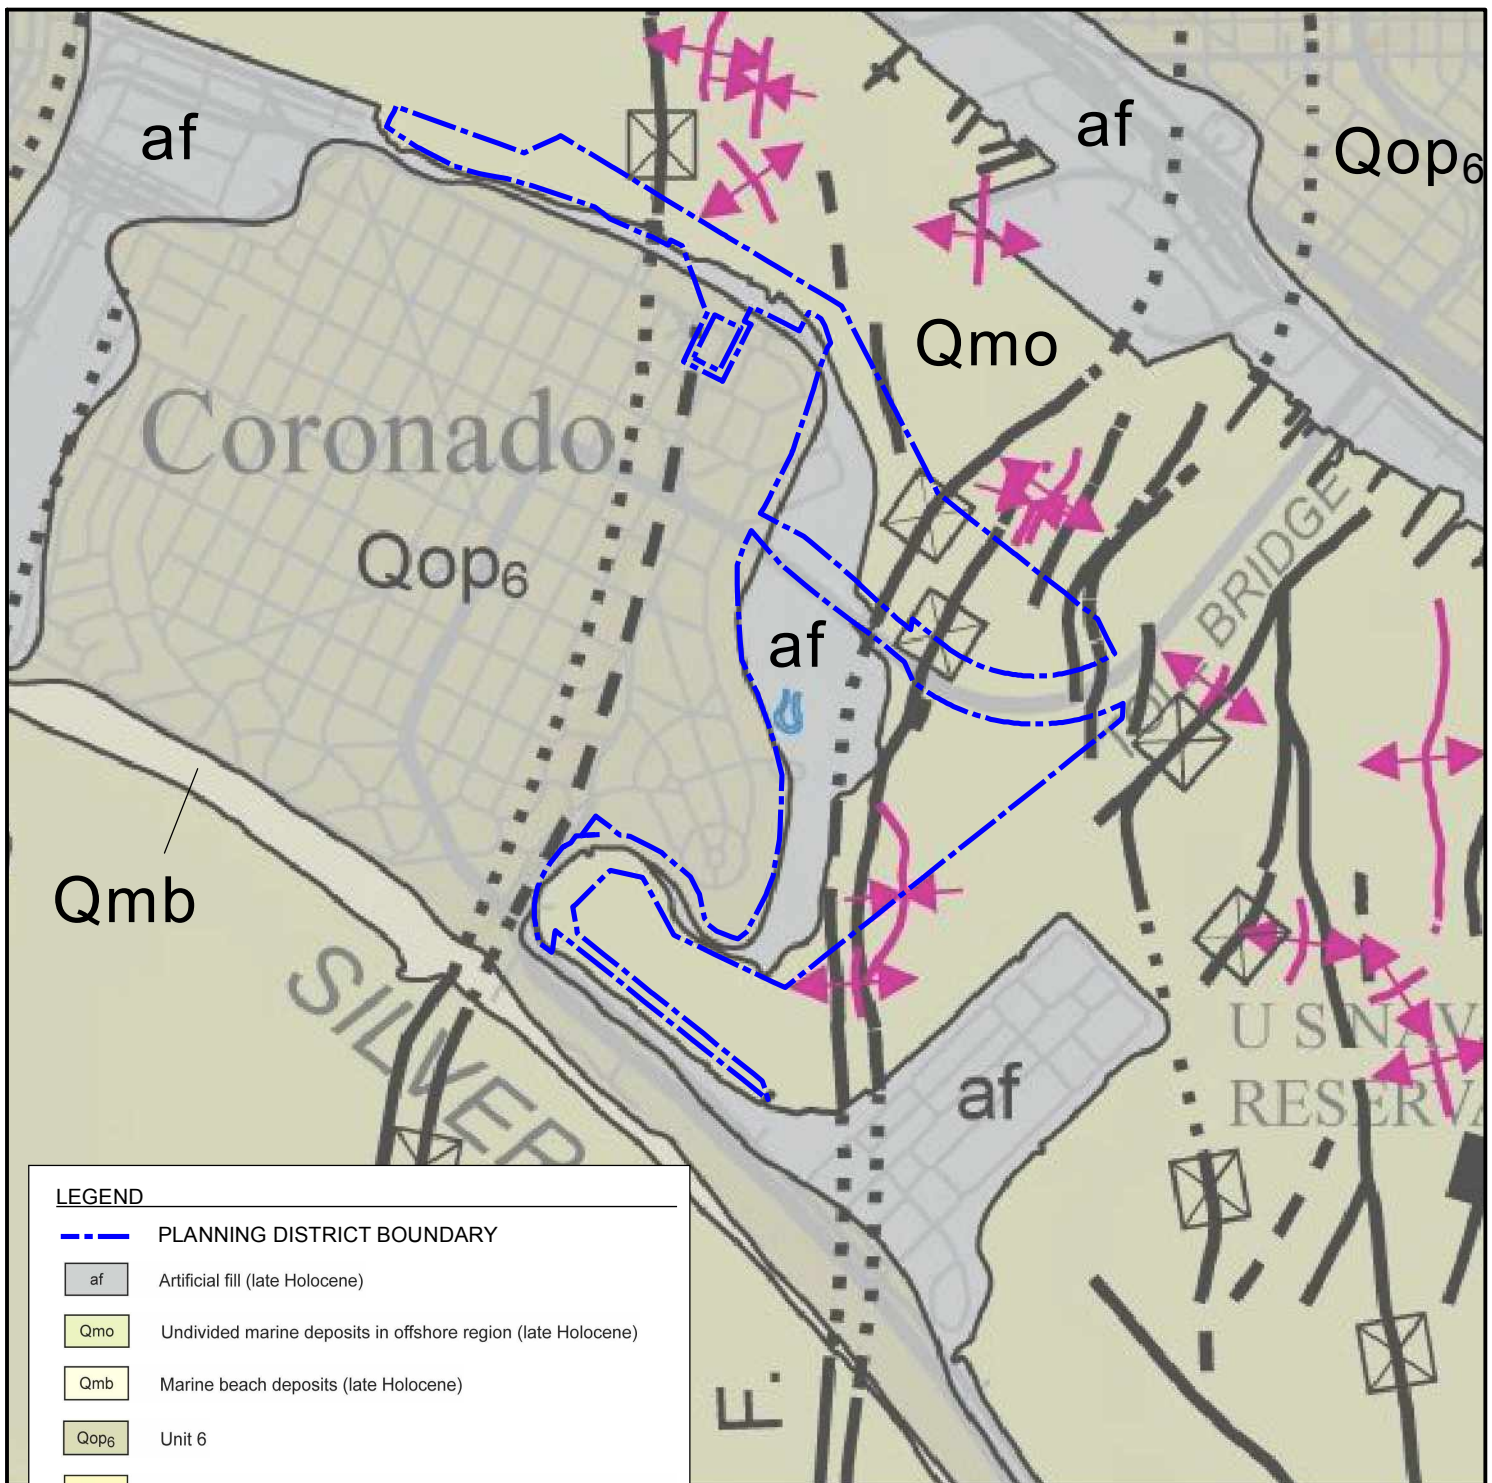 af
af
Qop6
Qmo
Coronado
Qop6
BRIDGE
af
Qmb
SILVER
U S NAV
RESERVA
af
F.
LEGEND
PLANNING DISTRICT BOUNDARY
af Artificial fill (late Holocene)
Qmo Undivided marine deposits in offshore region (late Holocene)
Qmb Marine beach deposits (late Holocene)
Qop6 Unit 6